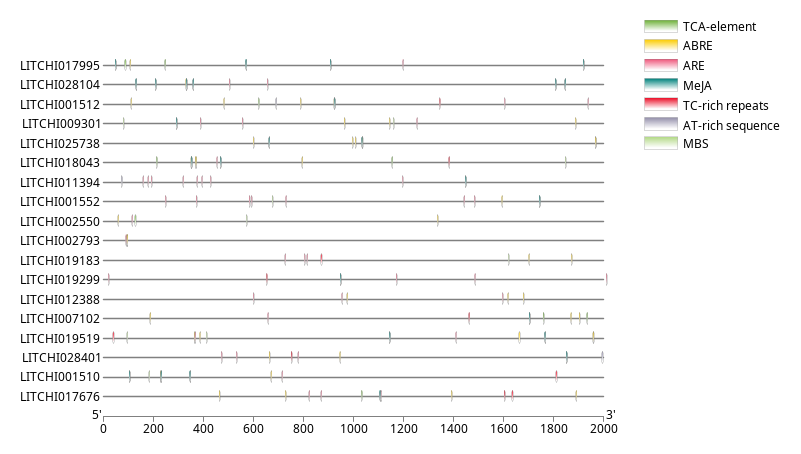 TCA-element
ABRE
ARE
MeJA
TC-rich repeats
AT-rich sequence
MBS
LITCHI017995
LITCHI028104
LITCHI001512
LITCHI009301
LITCHI025738
LITCHI018043
LITCHI011394
LITCHI001552
LITCHI002550
LITCHI002793
LITCHI019183
LITCHI019299
LITCHI012388
LITCHI007102
LITCHI019519
LITCHI028401
LITCHI001510
LITCHI017676
5' 3'
0 200 400 600 800 1000 1200 1400 1600 1800 2000